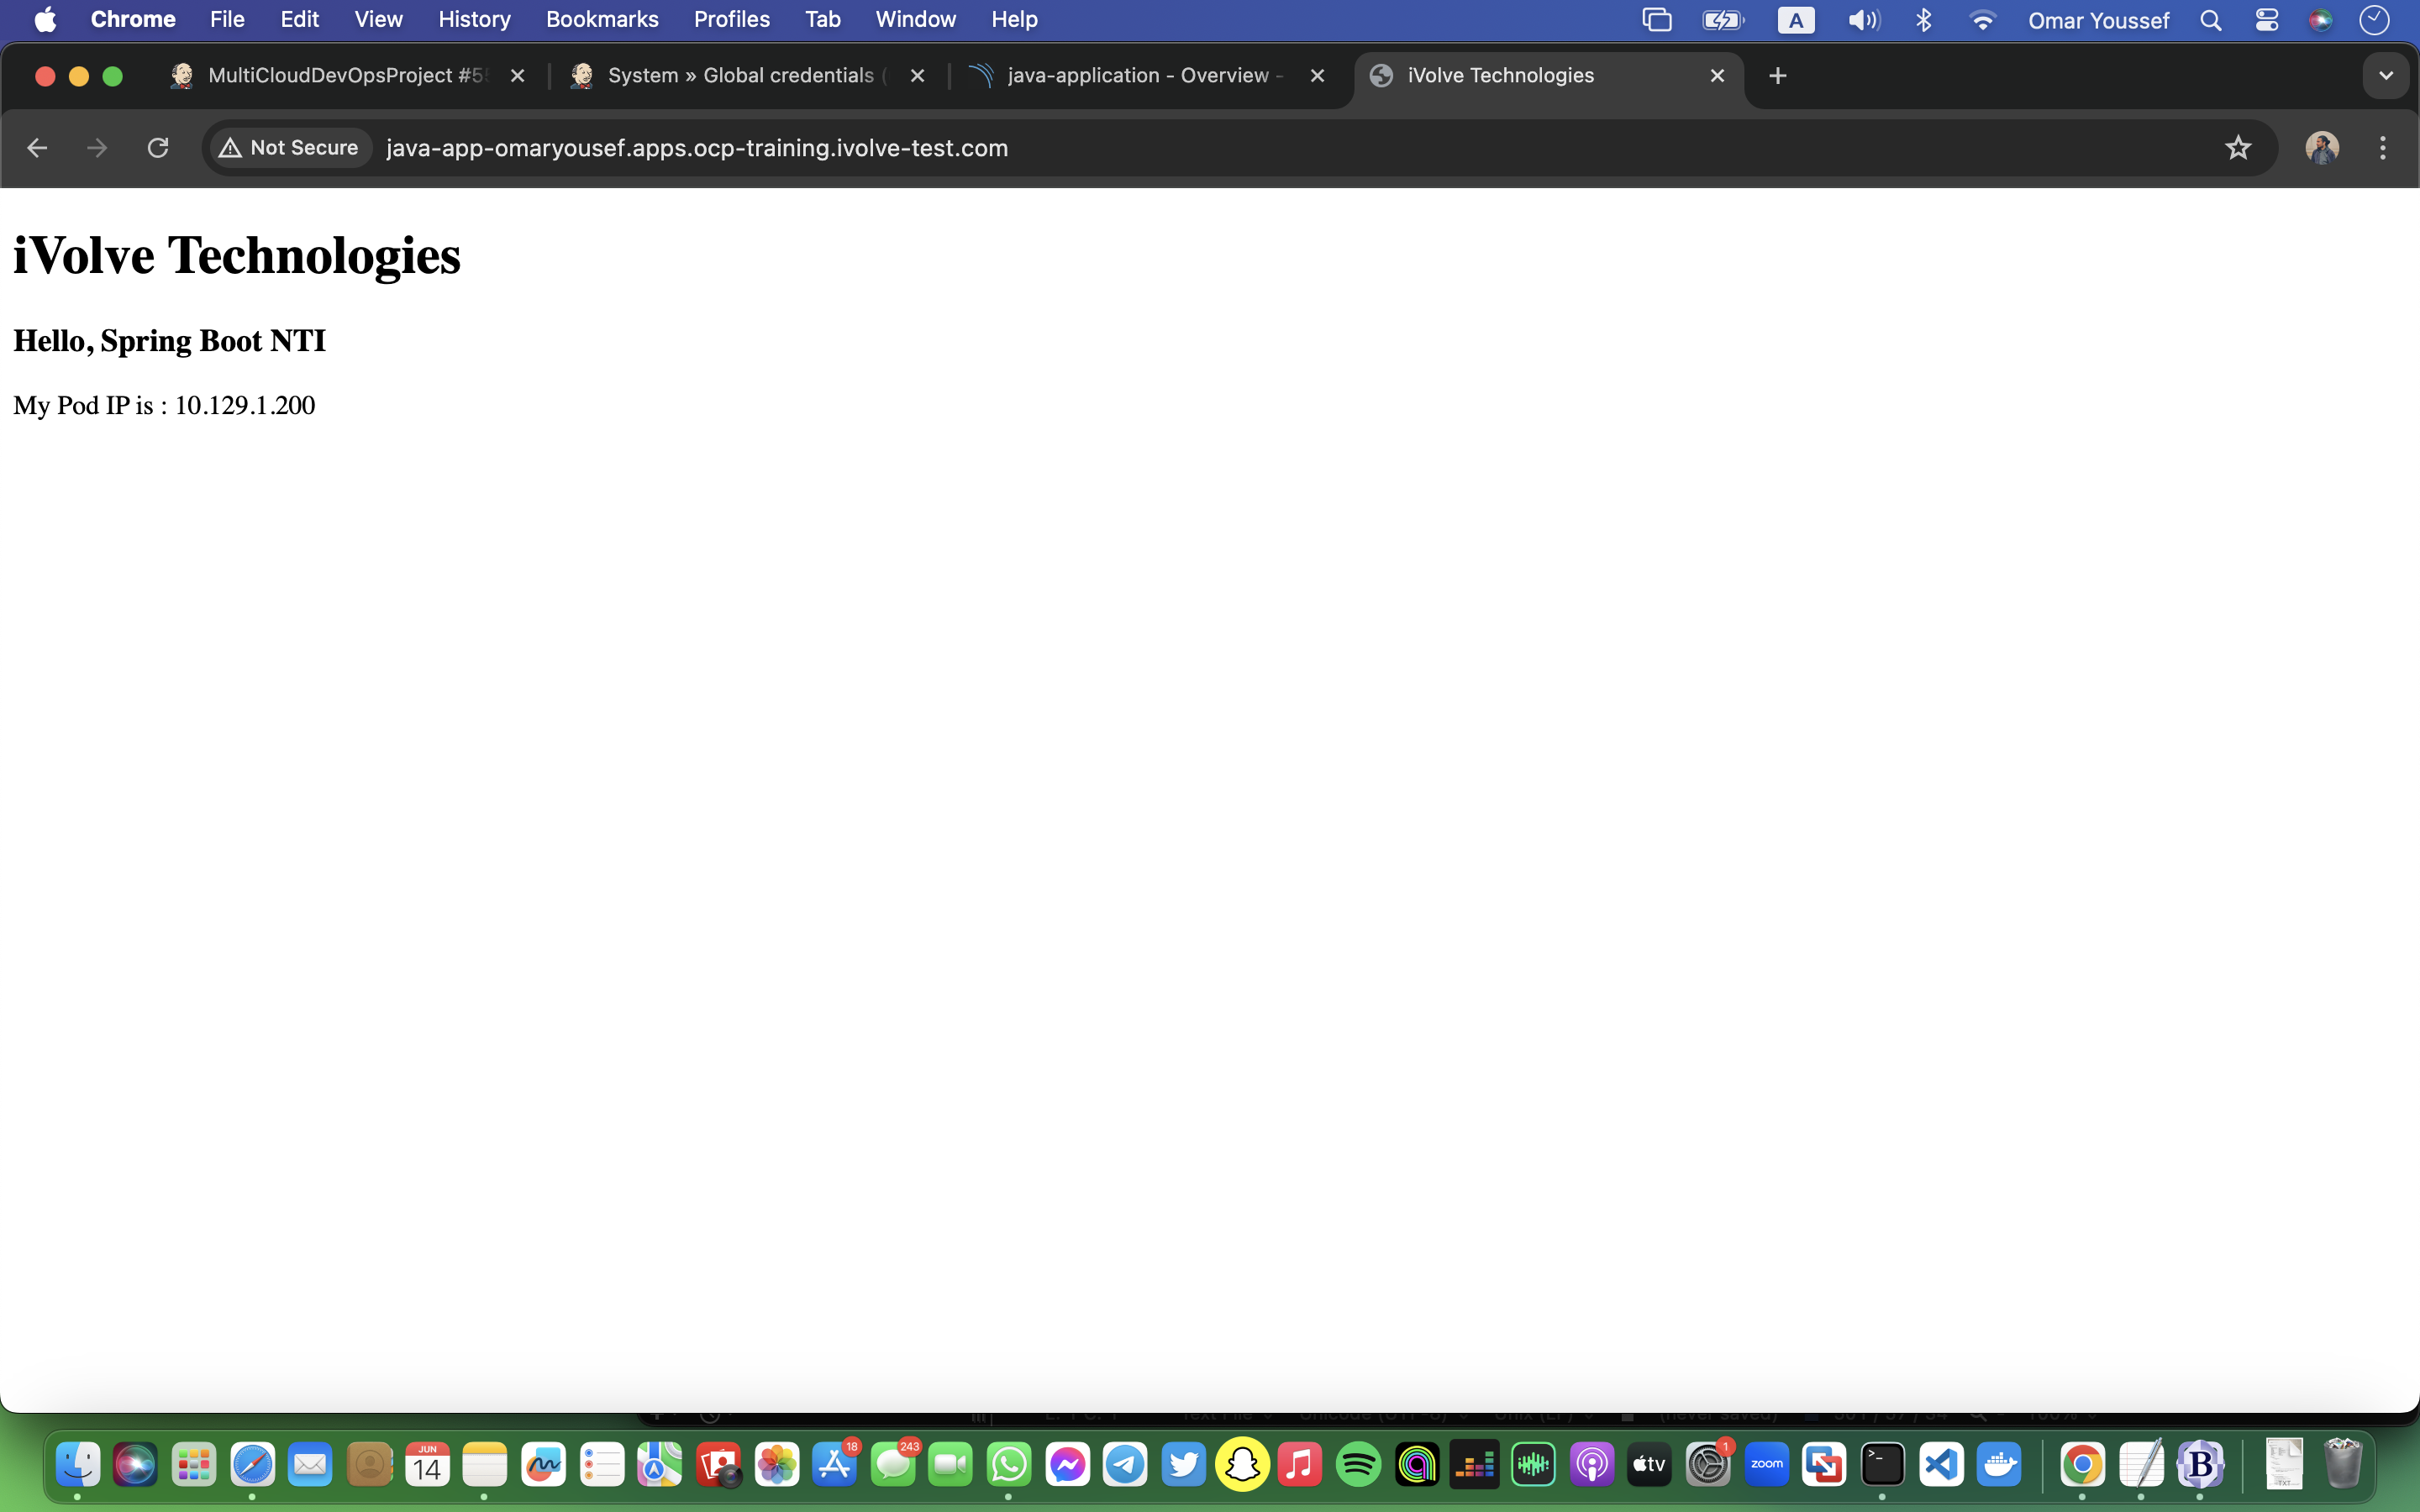 Chrome File Edit View History Bookmarks Profiles Tab Window Help A Omar Youssef
MultiCloudDevOpsProject #5 System » Global credentials ( java-application - Overview - iVolve Technologies
Not Secure java-app-omaryousef.apps.ocp-training.ivolve-test.com
iVolve Technologies
Hello, Spring Boot NTI
My Pod IP is : 10.129.1.200
JUN
14
18
243
tv
1
zoom
>_
B
TXT